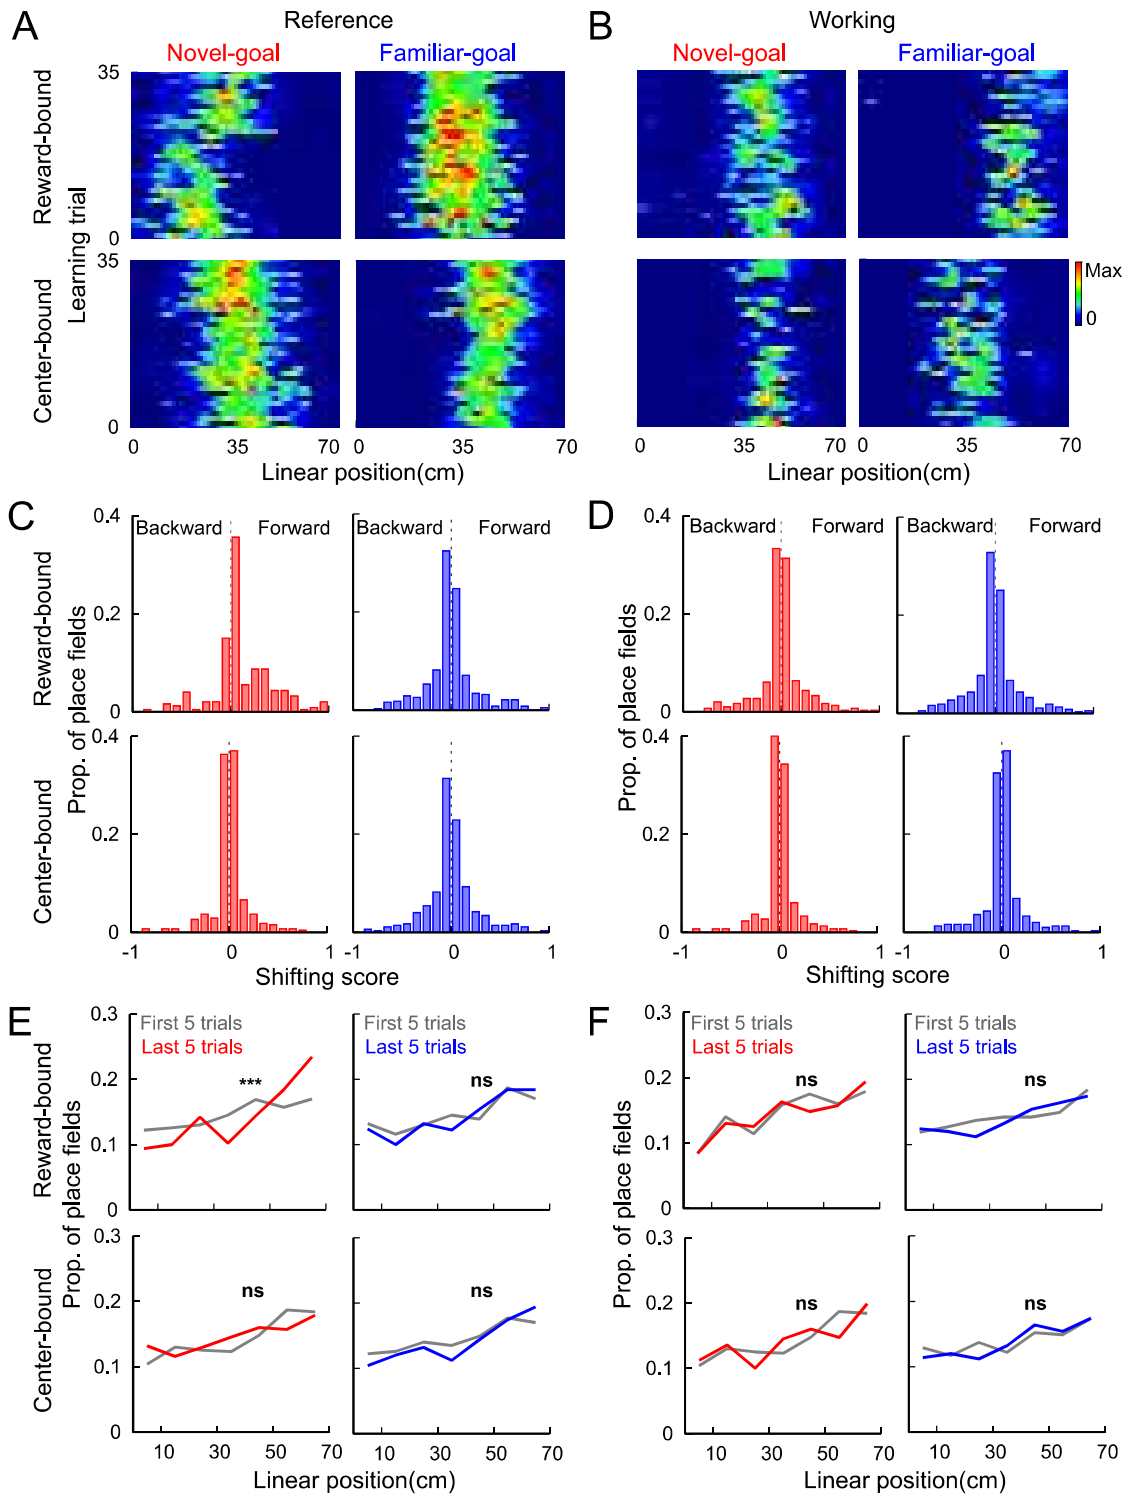 A
Reference
B
Working
Novel-goal
Familiar-goal
Novel-goal
Familiar-goal
Reward-bound
Center-bound
Learning trial
35
0
35
0
Max
0
0
35
70
0
35
70
0
35
70
0
35
70
Linear position(cm)
Linear position(cm)
C
D
Reward-bound
Center-bound
Prop. of place fields
Prop. of place fields
0.4
0.2
0
0.4
0.2
0
0.4
0.2
0
0.4
0.2
0
Backward
Forward
Backward
Forward
Backward
Forward
Backward
Forward
-1
0
1
-1
0
1
-1
0
1
-1
0
1
Shifting score
Shifting score
E
F
Reward-bound
Center-bound
Prop. of place fields
Prop. of place fields
0.3
0.2
0.1
0
0.3
0.2
0.1
0
0.3
0.2
0.1
0
0.3
0.2
0.1
0
First 5 trials
Last 5 trials
***
First 5 trials
Last 5 trials
ns
First 5 trials
Last 5 trials
ns
First 5 trials
Last 5 trials
ns
ns
ns
ns
ns
10
30
50
70
10
30
50
70
10
30
50
70
10
30
50
70
Linear position(cm)
Linear position(cm)